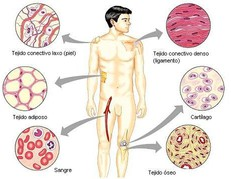 Tejido conectivo laxo (piel)
Tejido conectivo denso
(ligamento)
Tejido adiposo
Cartílago
Sangre
Tejido óseo